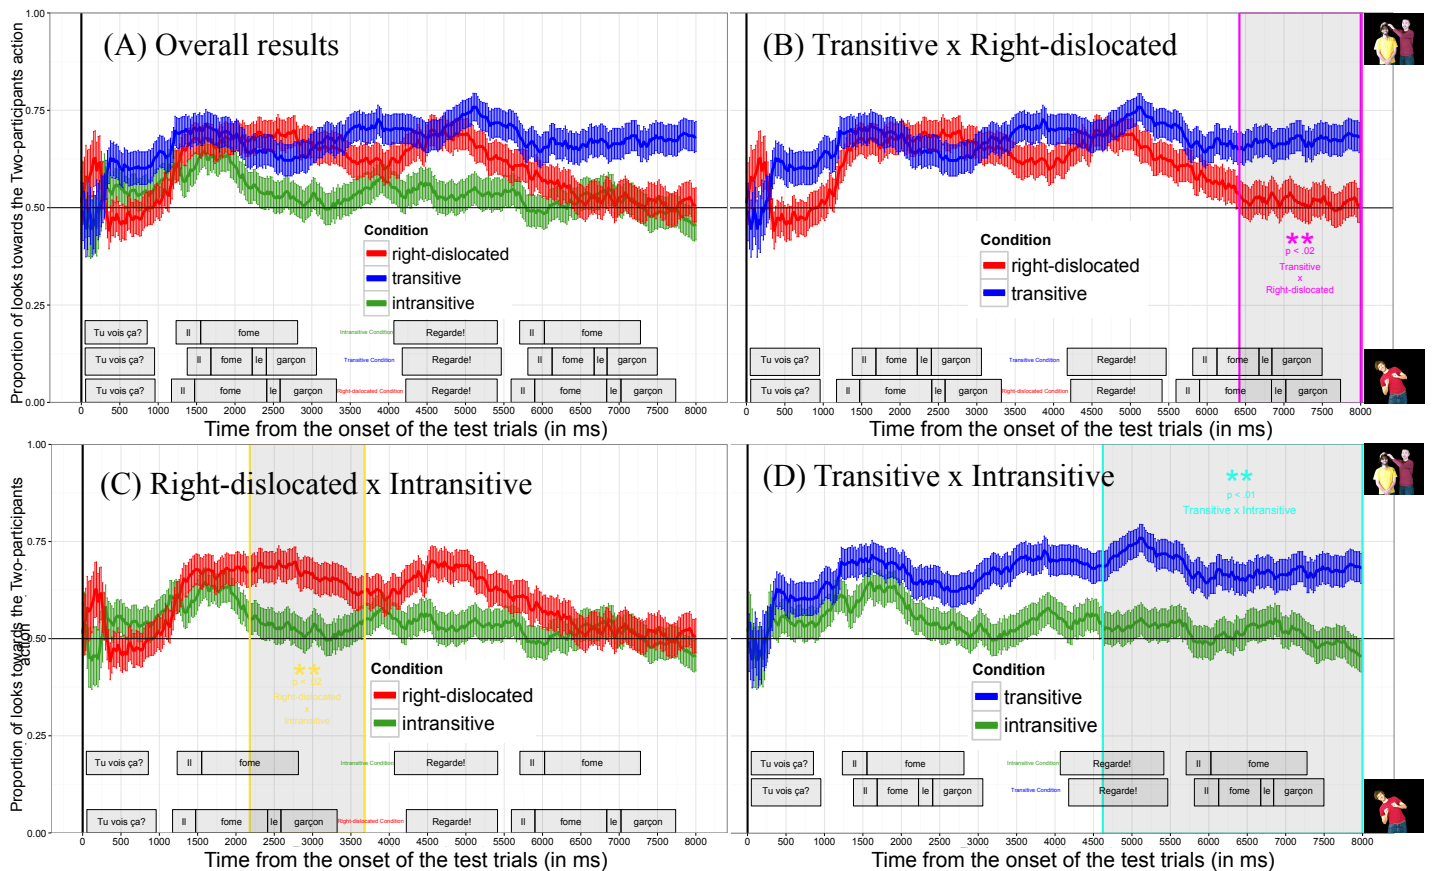 Proportion of looks towards the Two-participants action
(A) Overall results
1.00
0.75
0.50
0.25
0.00
Condition
right-dislocated
transitive
intransitive
Tu vois ça? Il fome Intransitive Condition Regarde! Il fome
Tu vois ça? Il fome le garçon Transitive Condition Regarde! Il fome le garçon
Tu vois ça? Il fome le garçon Right-dislocated Condition Regarde! Il fome le garçon
0 500 1000 1500 2000 2500 3000 3500 4000 4500 5000 5500 6000 6500 7000 7500 8000
Time from the onset of the test trials (in ms)
(B) Transitive x Right-dislocated
**
p < .02
Transitive
x
Right-dislocated
Condition
right-dislocated
transitive
Tu vois ça? Il fome le garçon Transitive Condition Regarde! Il fome le garçon
Tu vois ça? Il fome le garçon Right-dislocated Condition Regarde! Il fome le garçon
0 500 1000 1500 2000 2500 3000 3500 4000 4500 5000 5500 6000 6500 7000 7500 8000
Time from the onset of the test trials (in ms)
Proportion of looks towards the Two-participants
action
(C) Right-dislocated x Intransitive
1.00
0.75
0.50
0.25
0.00
**
p < .02
Right-dislocated
x
Intransitive
Condition
right-dislocated
intransitive
Tu vois ça? Il fome Intransitive Condition Regarde! Il fome
Tu vois ça? Il fome le garçon Right-dislocated Condition Regarde! Il fome le garçon
0 500 1000 1500 2000 2500 3000 3500 4000 4500 5000 5500 6000 6500 7000 7500 8000
Time from the onset of the test trials (in ms)
(D) Transitive x Intransitive
**
p < .01
Transitive x Intransitive
Condition
transitive
intransitive
Tu vois ça? Il fome Intransitive Condition Regarde! Il fome
Tu vois ça? Il fome le garçon Transitive Condition Regarde! Il fome le garçon
0 500 1000 1500 2000 2500 3000 3500 4000 4500 5000 5500 6000 6500 7000 7500 8000
Time from the onset of the test trials (in ms)